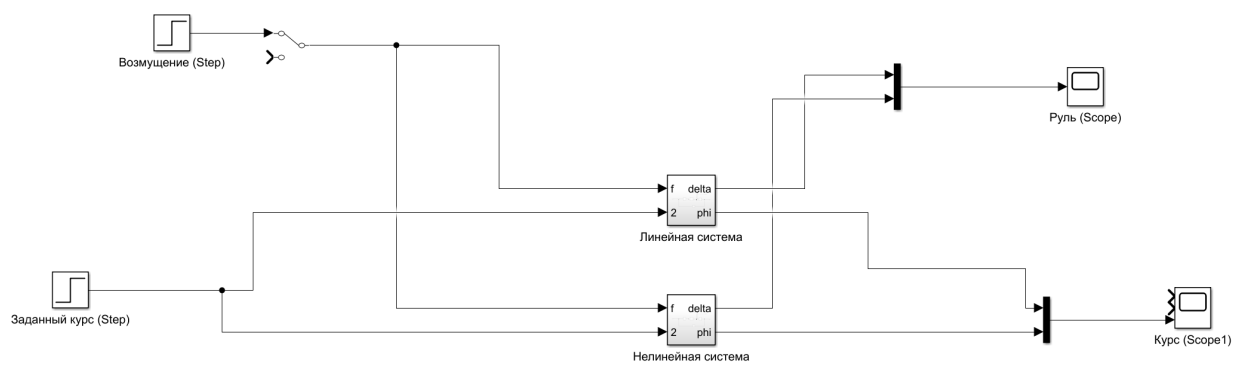 Возмущение (Step)
Руль (Scope)
f delta
2 phi
Линейная система
Заданный курс (Step)
f delta
2 phi
Нелинейная система
Курс (Scope1)